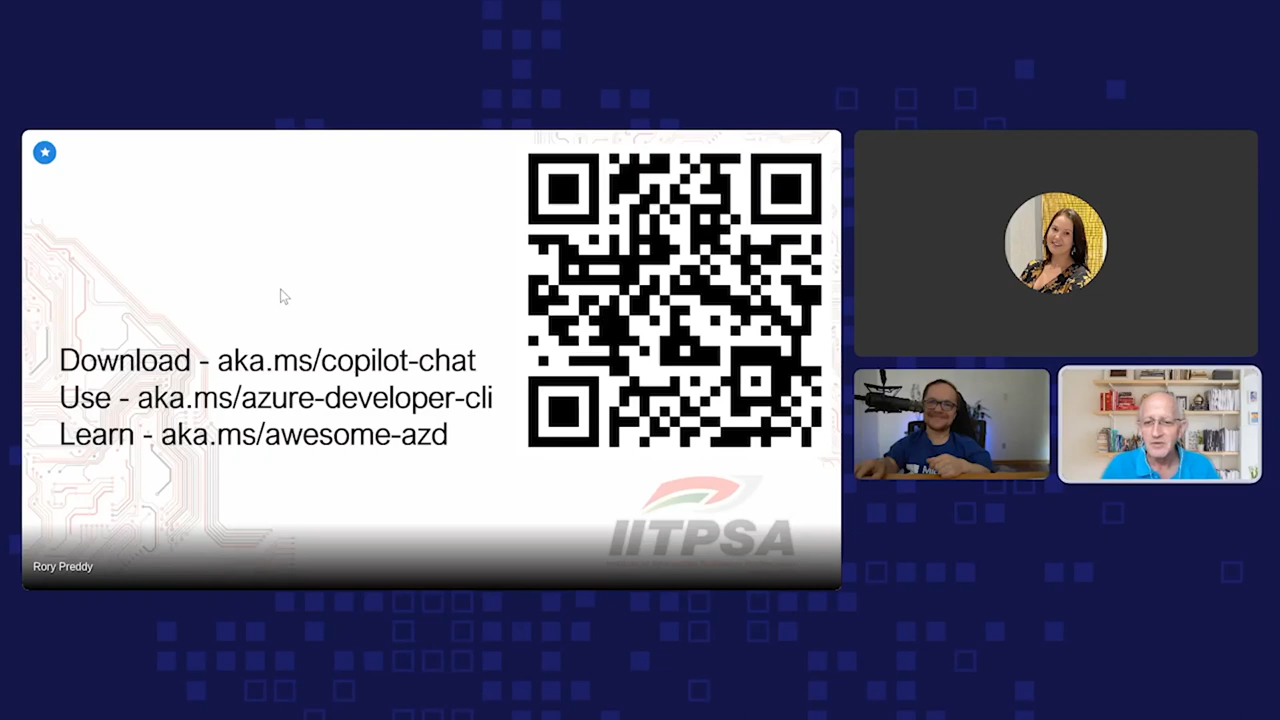 Download - aka.ms/copilot-chat
Use - aka.ms/azure-developer-cli
Learn - aka.ms/awesome-azd
IITPSA
Rory Preddy